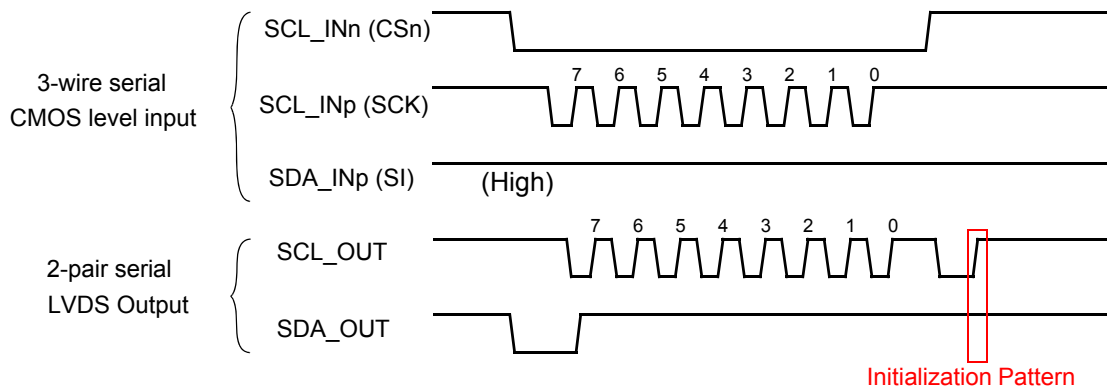 SCL_INn (CSn)
3-wire serial
CMOS level input
7 6 5 4 3 2 1 0
SCL_INp (SCK)
SDA_INp (SI)
(High)
7 6 5 4 3 2 1 0
SCL_OUT
2-pair serial
LVDS Output
SDA_OUT
Initialization Pattern